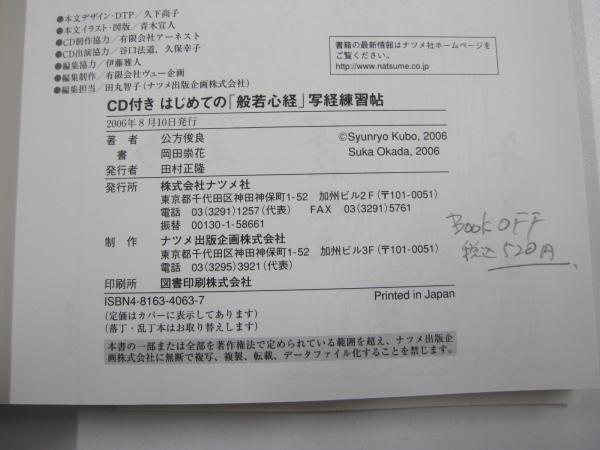 ●本文デザイン・DTP／久下尚子
●本文イラスト・図版／青木宣人
●CD制作協力／有限会社アーネスト
●CD出演協力／谷口法道，久保幸子
●編集協力／伊藤雅人
●編集制作／有限会社ヴュー企画
●編集担当／田丸智子（ナツメ出版企画株式会社）
書籍の最新情報はナツメ社ホームページを
ご覧ください。
http://www.natsume.co.jp
CD付き はじめての「般若心経」写経練習帖
2006年8月10日発行
著者 公方俊良 ©Syunryo Kubo, 2006
書 岡田崇花 Suka Okada, 2006
発行者 田村正隆
発行所 株式会社ナツメ社
東京都千代田区神田神保町1-52 加州ビル2F（〒101-0051）
電話 03(3291)1257(代表) FAX 03(3291)5761
振替 00130-1-58661
制作 ナツメ出版企画株式会社
東京都千代田区神田神保町1-52 加州ビル3F（〒101-0051）
電話 03(3295)3921(代表)
印刷所 図書印刷株式会社
ISBN4-8163-4063-7 Printed in Japan
（定価はカバーに表示してあります）
（落丁・乱丁本はお取り替えします）
本書の一部または全部を著作権法で定められている範囲を超え、ナツメ出版企
画株式会社に無断で複写、複製、転載、データファイル化することを禁じます。
BOOK OFF
税込520円